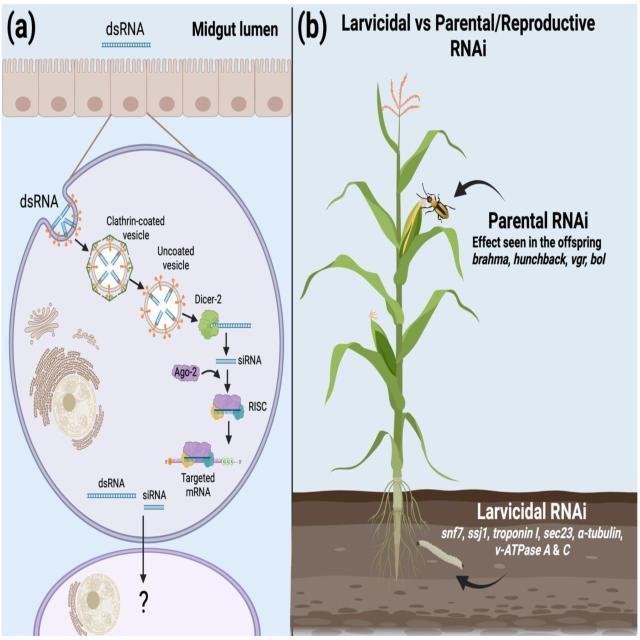 (a)
dsRNA
Midgut lumen
dsRNA
Clathrin-coated
vesicle
Uncoated
vesicle
Dicer-2
siRNA
Ago-2
RISC
Targeted
mRNA
dsRNA
siRNA
?
(b)
Larvicidal vs Parental/Reproductive
RNAi
Parental RNAi
Effect seen in the offspring
brahma, hunchback, vgr, bol
Larvicidal RNAi
snf7, ssj1, troponin I, sec23, α-tubulin,
v-ATPase A & C